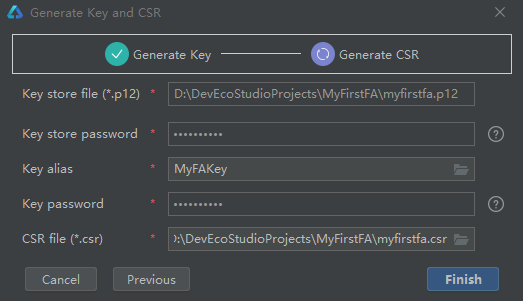 Generate Key and CSR
Generate Key Generate CSR
Key store file (*.p12) * D:\DevEcoStudioProjects\MyFirstFA\myfirstfa.p12
Key store password * •••••••••• ?
Key alias * MyFAKey
Key password * •••••••••• ?
CSR file (*.csr) * :\DevEcoStudioProjects\MyFirstFA\myfirstfa.csr
Cancel Previous Finish